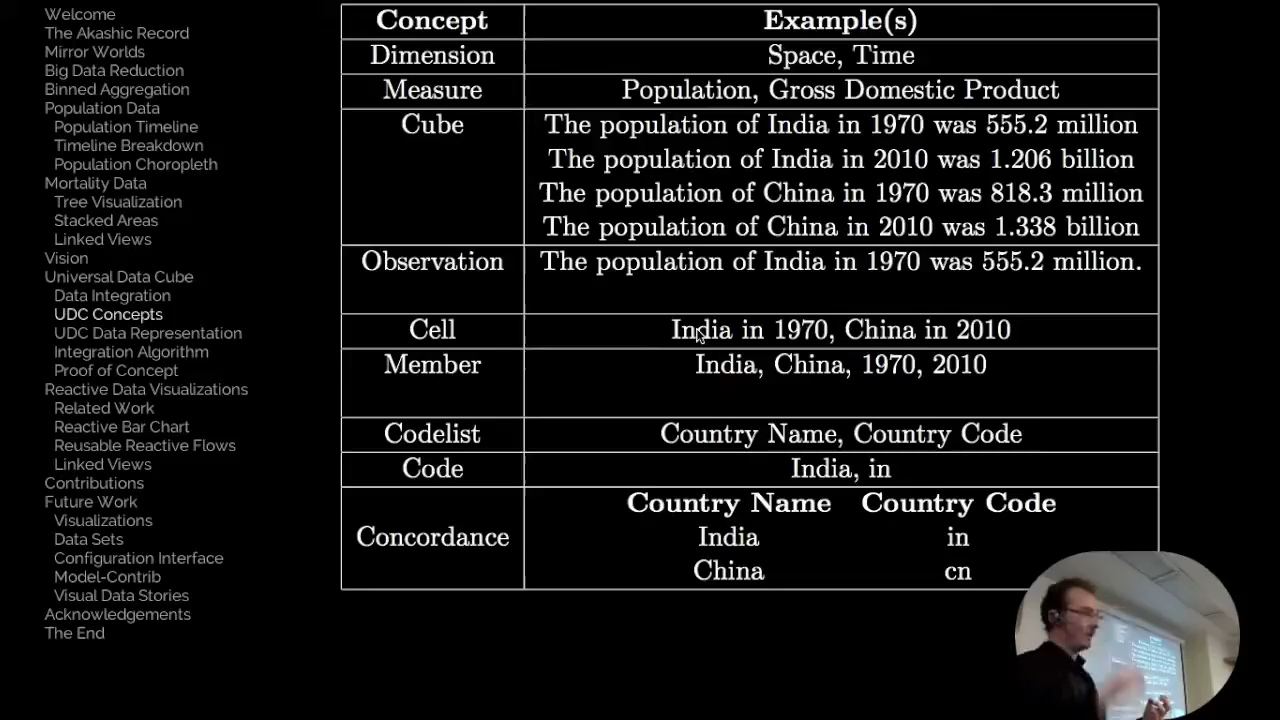 Welcome
The Akashic Record
Mirror Worlds
Big Data Reduction
Binned Aggregation
Population Data
Population Timeline
Timeline Breakdown
Population Choropleth
Mortality Data
Tree Visualization
Stacked Areas
Linked Views
Vision
Universal Data Cube
Data Integration
UDC Concepts
UDC Data Representation
Integration Algorithm
Proof of Concept
Reactive Data Visualizations
Related Work
Reactive Bar Chart
Reusable Reactive Flows
Linked Views
Contributions
Future Work
Visualizations
Data Sets
Configuration Interface
Model-Contrib
Visual Data Stories
Acknowledgements
The End
Concept Example(s)
Dimension Space, Time
Measure Population, Gross Domestic Product
Cube The population of India in 1970 was 555.2 million
The population of India in 2010 was 1.206 billion
The population of China in 1970 was 818.3 million
The population of China in 2010 was 1.338 billion
Observation The population of India in 1970 was 555.2 million.
Cell India in 1970, China in 2010
Member India, China, 1970, 2010
Codelist Country Name, Country Code
Code India, in
Country Name Country Code
Concordance India in
China cn